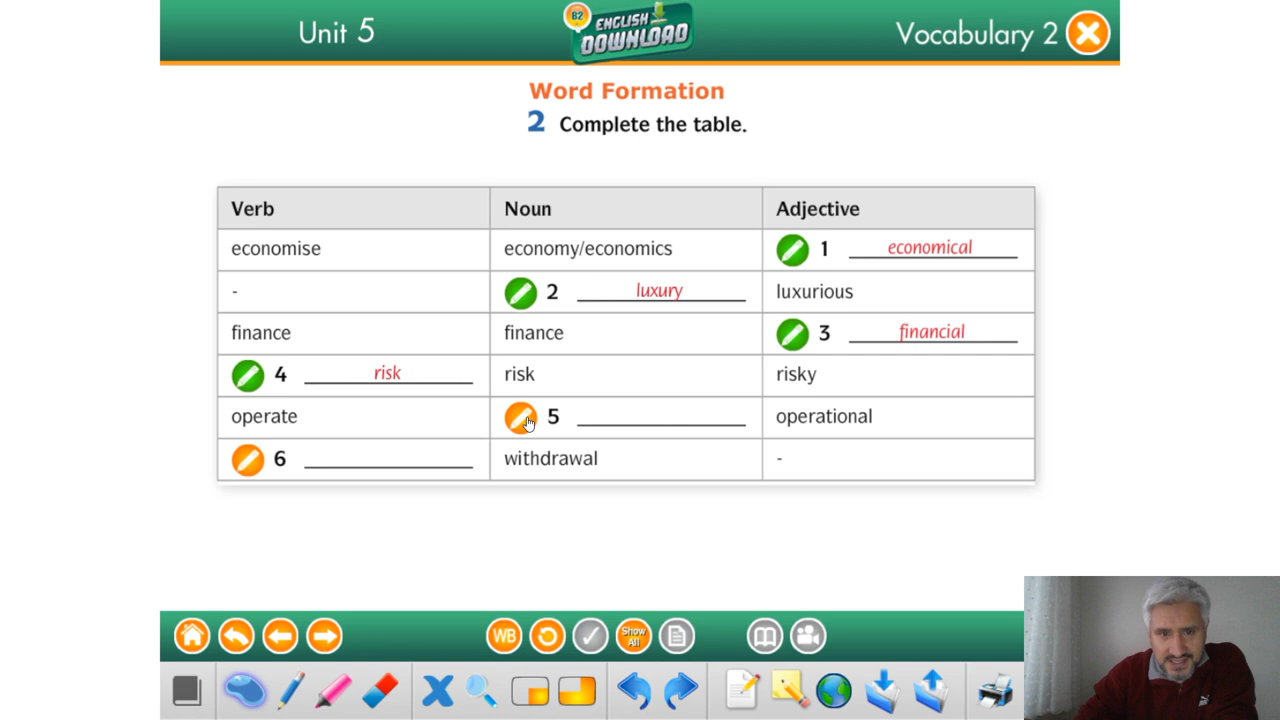 Unit 5
B2
ENGLISH
DOWNLOAD
Vocabulary 2
Word Formation
2 Complete the table.
Verb Noun Adjective
economise economy/economics 1 economical
- 2 luxury luxurious
finance finance 3 financial
4 risk risk risky
operate 5 operational
6 withdrawal -
WB
Show
All